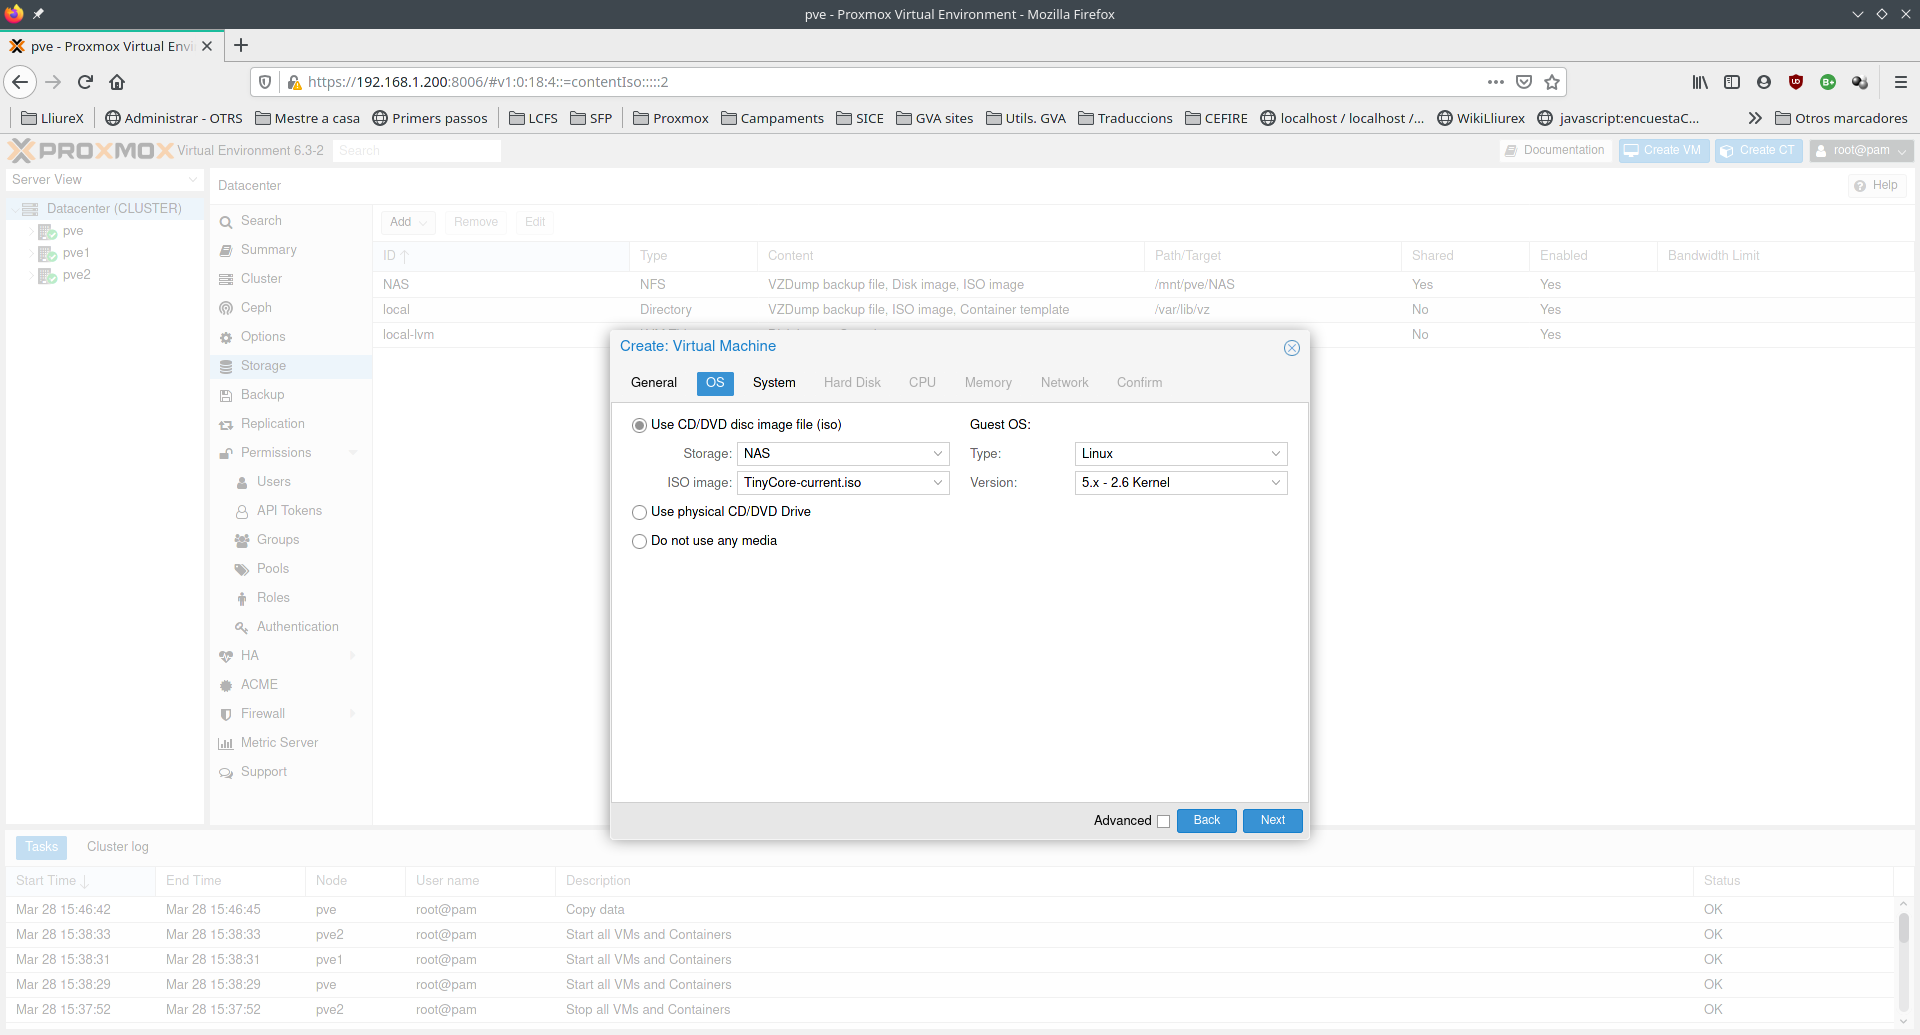 pve - Proxmox Virtual Environment - Mozilla Firefox
pve - Proxmox Virtual Envi
https://192.168.1.200:8006/#v1:0:18:4::=contentIso:::::2
LliureX Administrar - OTRS Mestre a casa Primers passos LCFS SFP Proxmox Campaments SICE GVA sites Utils. GVA Traduccions CEFIRE localhost / localhost /... WikiLliurex javascript:encuestaC... Otros marcadores
PROXMOX Virtual Environment 6.3-2 Search Documentation Create VM Create CT root@pam
Server View
Datacenter (CLUSTER)
pve
pve1
pve2
Datacenter Help
Search
Summary
Cluster
Ceph
Options
Storage
Backup
Replication
Permissions
Users
API Tokens
Groups
Pools
Roles
Authentication
HA
ACME
Firewall
Metric Server
Support
Add Remove Edit
ID Type Content Path/Target Shared Enabled Bandwidth Limit
NAS NFS VZDump backup file, Disk image, ISO image /mnt/pve/NAS Yes Yes
local Directory VZDump backup file, ISO image, Container template /var/lib/vz No Yes
local-lvm No Yes
Create: Virtual Machine
General OS System Hard Disk CPU Memory Network Confirm
Use CD/DVD disc image file (iso) Guest OS:
Storage: NAS Type: Linux
ISO image: TinyCore-current.iso Version: 5.x - 2.6 Kernel
Use physical CD/DVD Drive
Do not use any media
Advanced Back Next
Tasks Cluster log
Start Time End Time Node User name Description Status
Mar 28 15:46:42 Mar 28 15:46:45 pve root@pam Copy data OK
Mar 28 15:38:33 Mar 28 15:38:33 pve2 root@pam Start all VMs and Containers OK
Mar 28 15:38:31 Mar 28 15:38:31 pve1 root@pam Start all VMs and Containers OK
Mar 28 15:38:29 Mar 28 15:38:29 pve root@pam Start all VMs and Containers OK
Mar 28 15:37:52 Mar 28 15:37:52 pve2 root@pam Stop all VMs and Containers OK